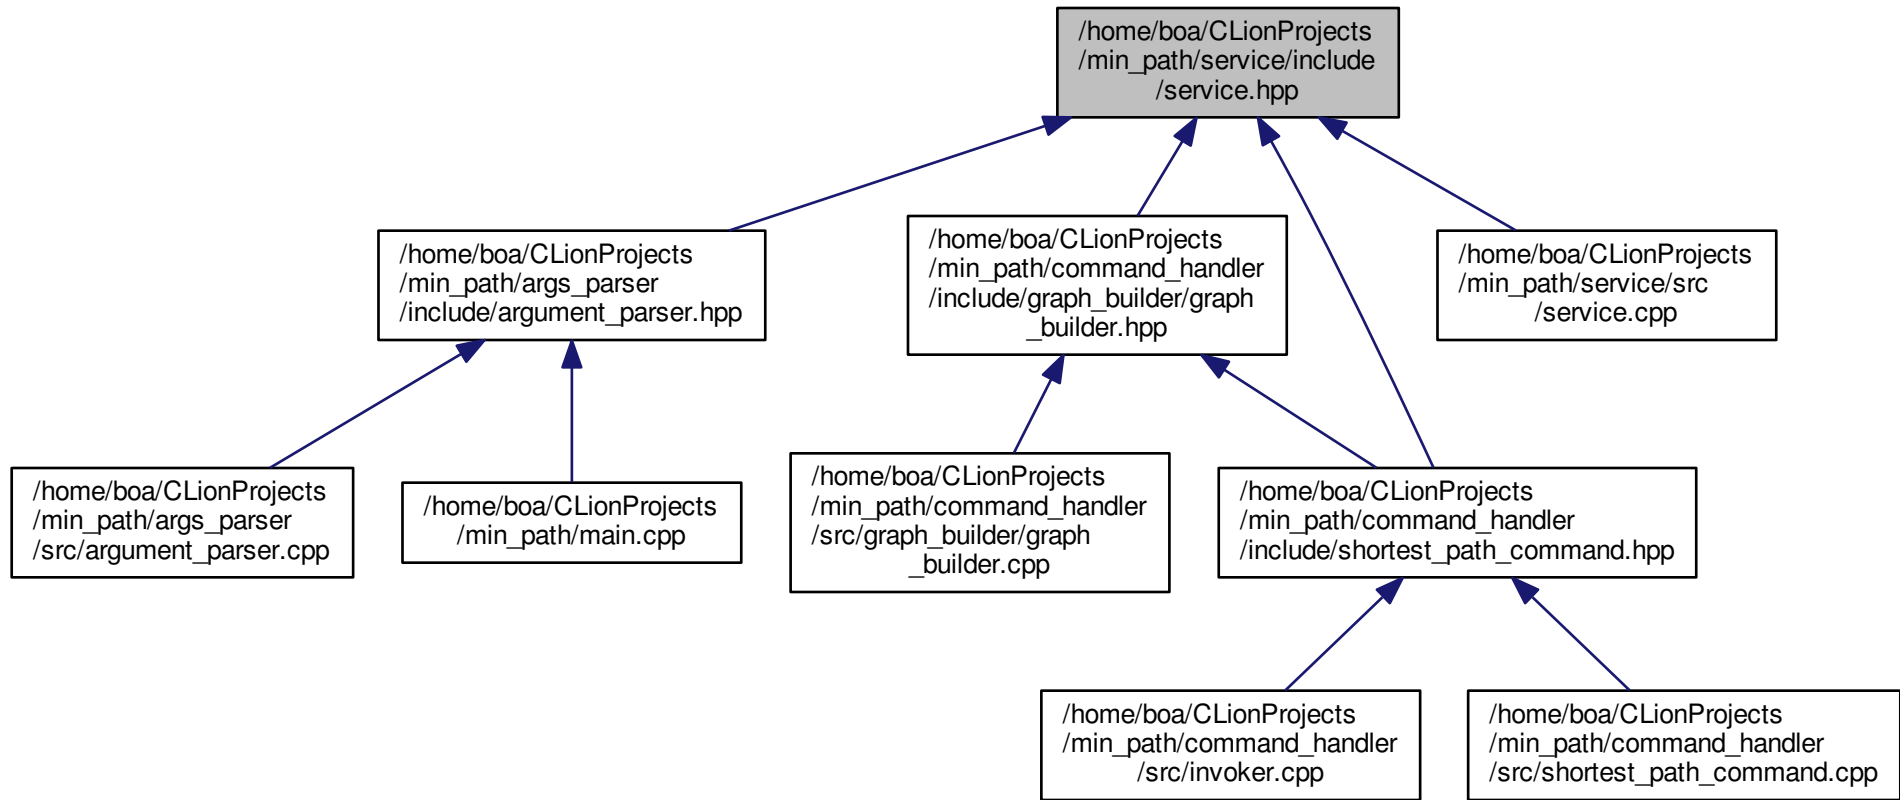 /home/boa/CLionProjects
/min_path/service/include
/service.hpp
/home/boa/CLionProjects
/min_path/args_parser
/include/argument_parser.hpp
/home/boa/CLionProjects
/min_path/command_handler
/include/graph_builder/graph
_builder.hpp
/home/boa/CLionProjects
/min_path/service/src
/service.cpp
/home/boa/CLionProjects
/min_path/args_parser
/src/argument_parser.cpp
/home/boa/CLionProjects
/min_path/main.cpp
/home/boa/CLionProjects
/min_path/command_handler
/src/graph_builder/graph
_builder.cpp
/home/boa/CLionProjects
/min_path/command_handler
/include/shortest_path_command.hpp
/home/boa/CLionProjects
/min_path/command_handler
/src/invoker.cpp
/home/boa/CLionProjects
/min_path/command_handler
/src/shortest_path_command.cpp